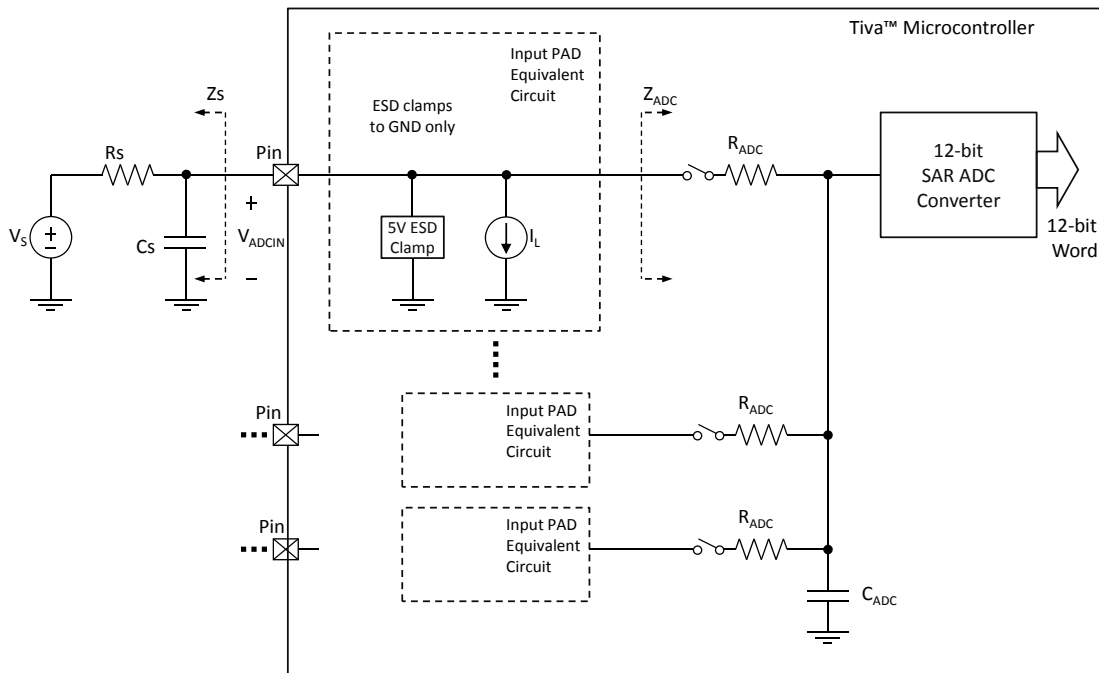 Tiva™ Microcontroller
Input PAD
Equivalent
Circuit
ESD clamps
to GND only
Zs
Z_ADC
Rs
Pin
R_ADC
12-bit
SAR ADC
Converter
V_S
+
−
Cs
+
V_ADCIN
−
5V ESD
Clamp
I_L
12-bit
Word
Pin
Input PAD
Equivalent
Circuit
R_ADC
Pin
Input PAD
Equivalent
Circuit
R_ADC
C_ADC